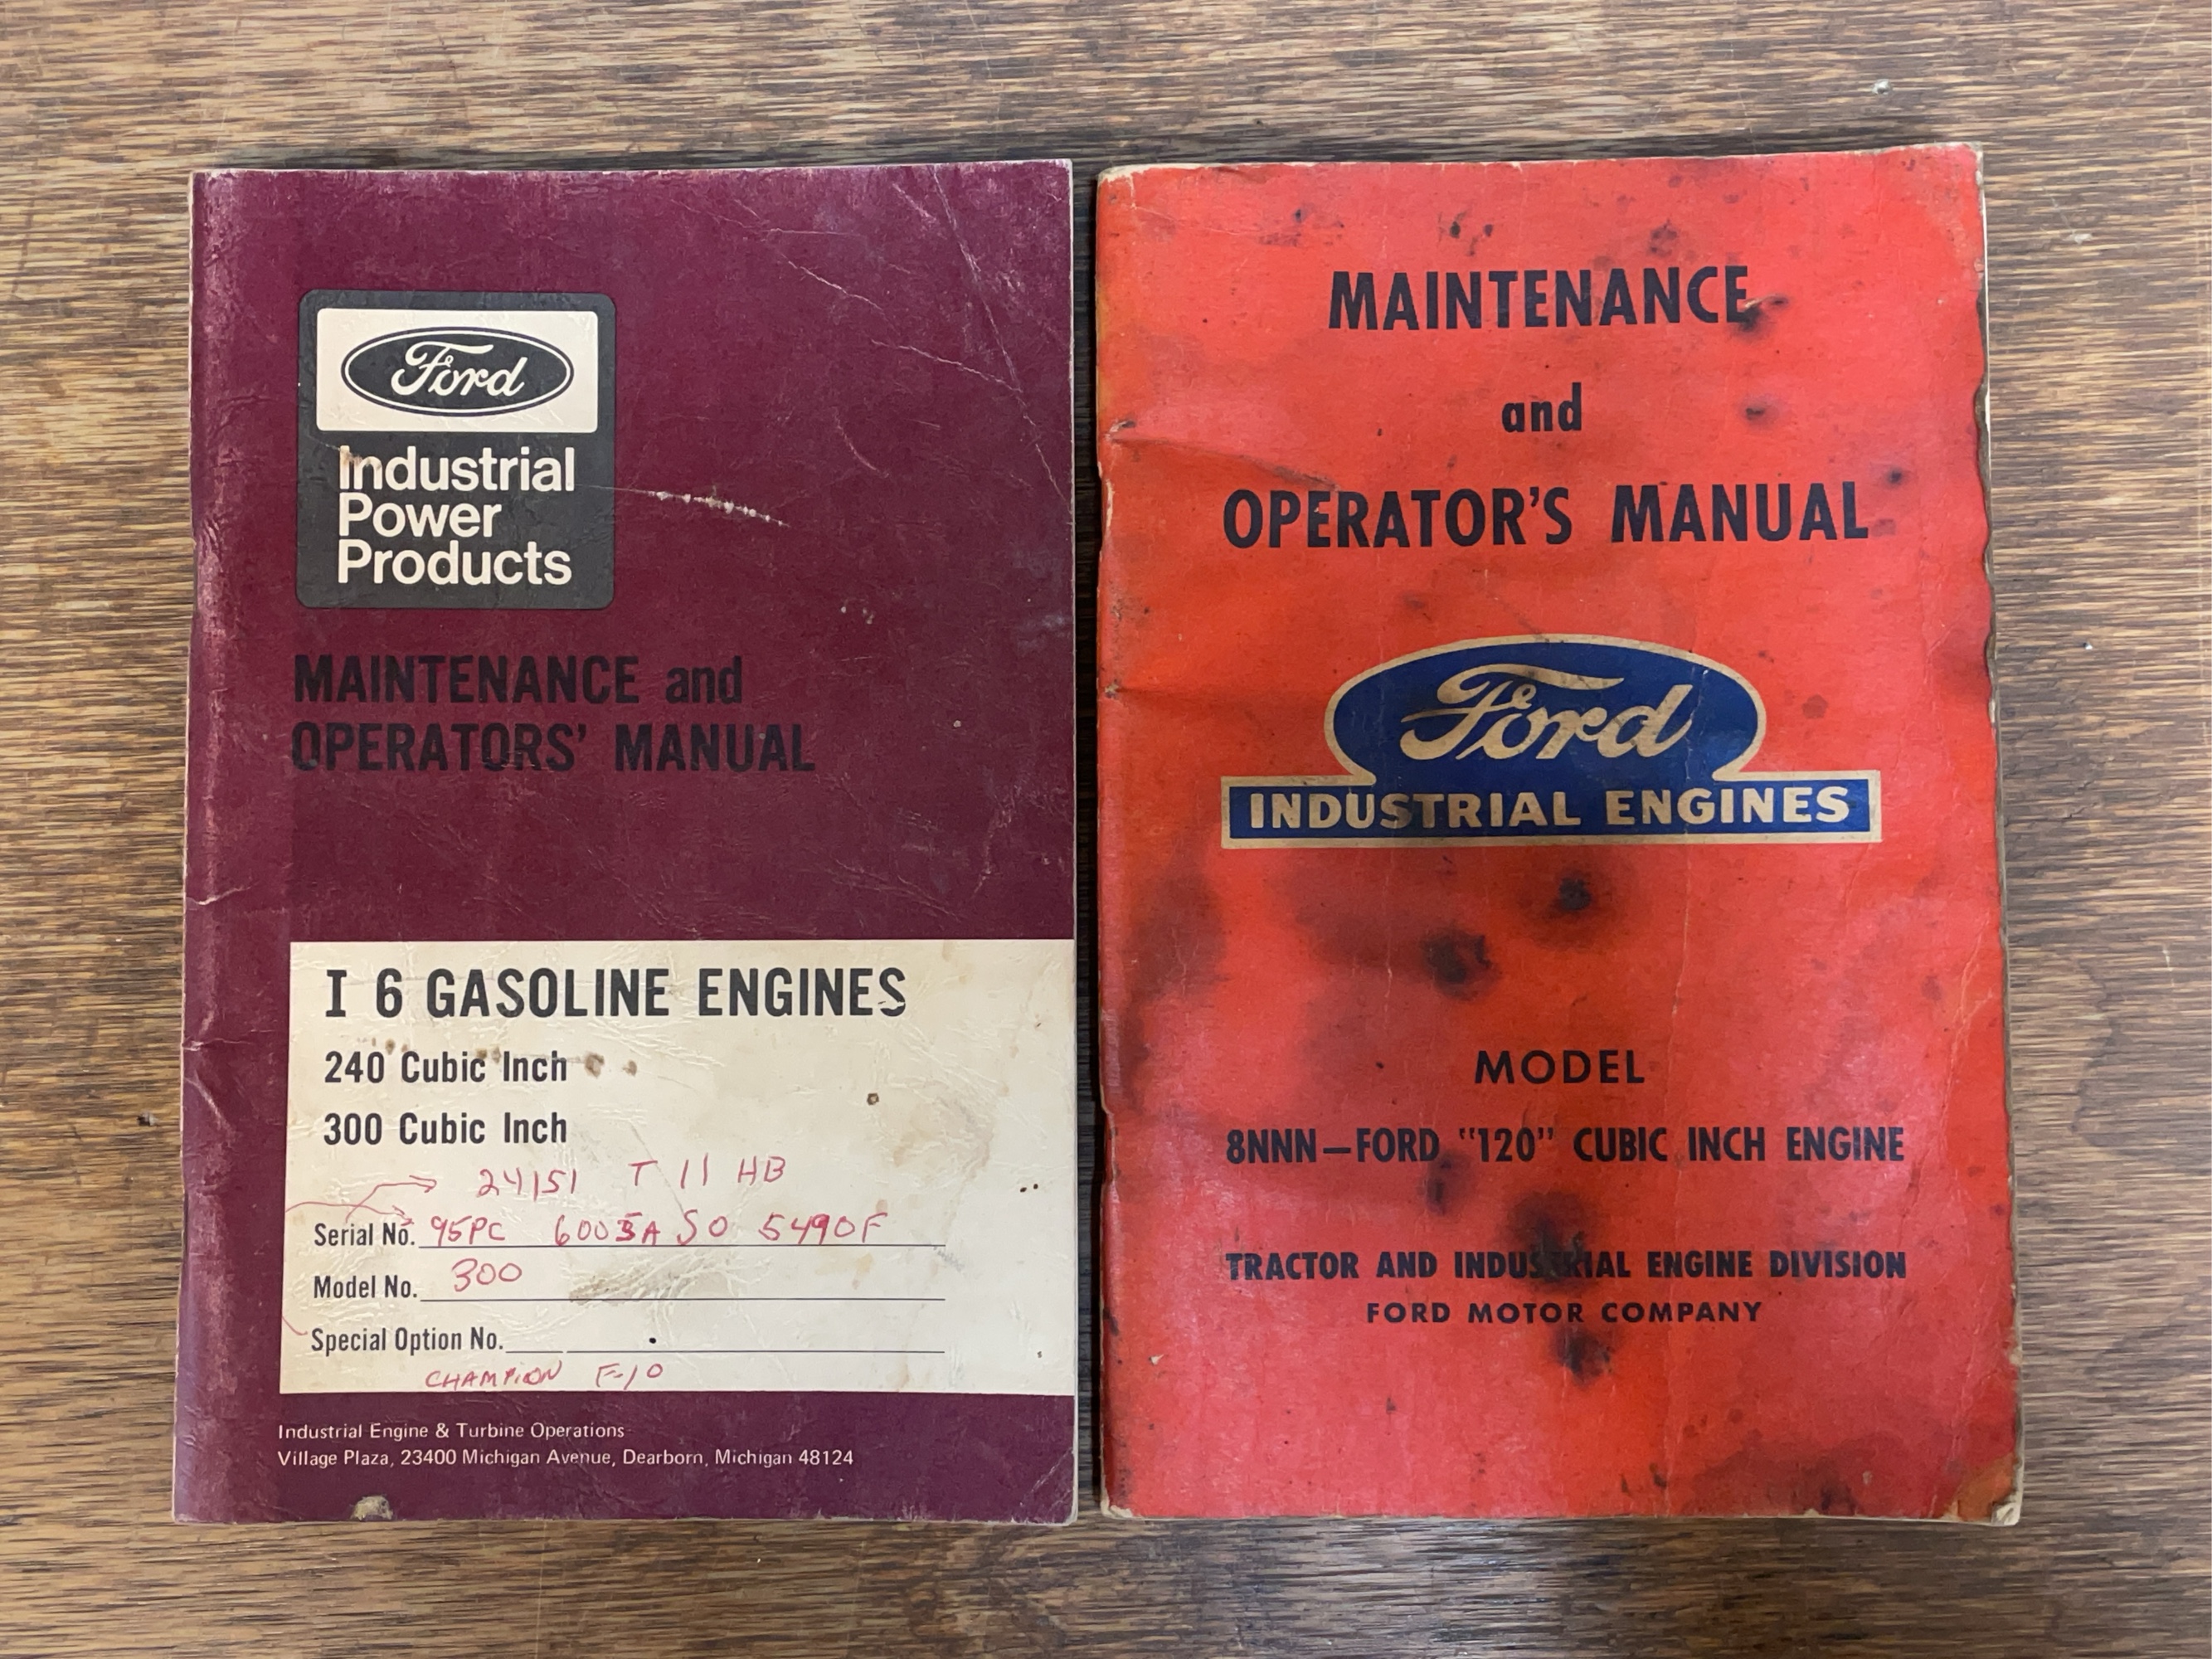 Ford
Industrial
Power
Products
MAINTENANCE and
OPERATORS' MANUAL
I 6 GASOLINE ENGINES
240 Cubic Inch
300 Cubic Inch
24151 T 11 HB
Serial No. 95PC 6005A SO 5490F
Model No. 300
Special Option No.
CHAMPION F-10
Industrial Engine & Turbine Operations
Village Plaza, 23400 Michigan Avenue, Dearborn, Michigan 48124
MAINTENANCE
and
OPERATOR'S MANUAL
Ford
INDUSTRIAL ENGINES
MODEL
8NNN—FORD "120" CUBIC INCH ENGINE
TRACTOR AND INDUSTRIAL ENGINE DIVISION
FORD MOTOR COMPANY